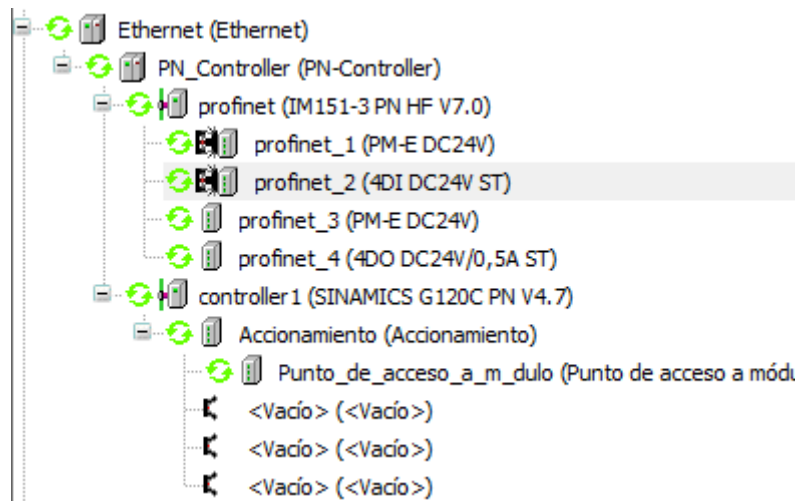 Ethernet (Ethernet)
PN_Controller (PN-Controller)
profinet (IM151-3 PN HF V7.0)
profinet_1 (PM-E DC24V)
profinet_2 (4DI DC24V ST)
profinet_3 (PM-E DC24V)
profinet_4 (4DO DC24V/0,5A ST)
controller1 (SINAMICS G120C PN V4.7)
Accionamiento (Accionamiento)
Punto_de_acceso_a_m_dulo (Punto de acceso a módu
<Vacío> (<Vacío>)
<Vacío> (<Vacío>)
<Vacío> (<Vacío>)